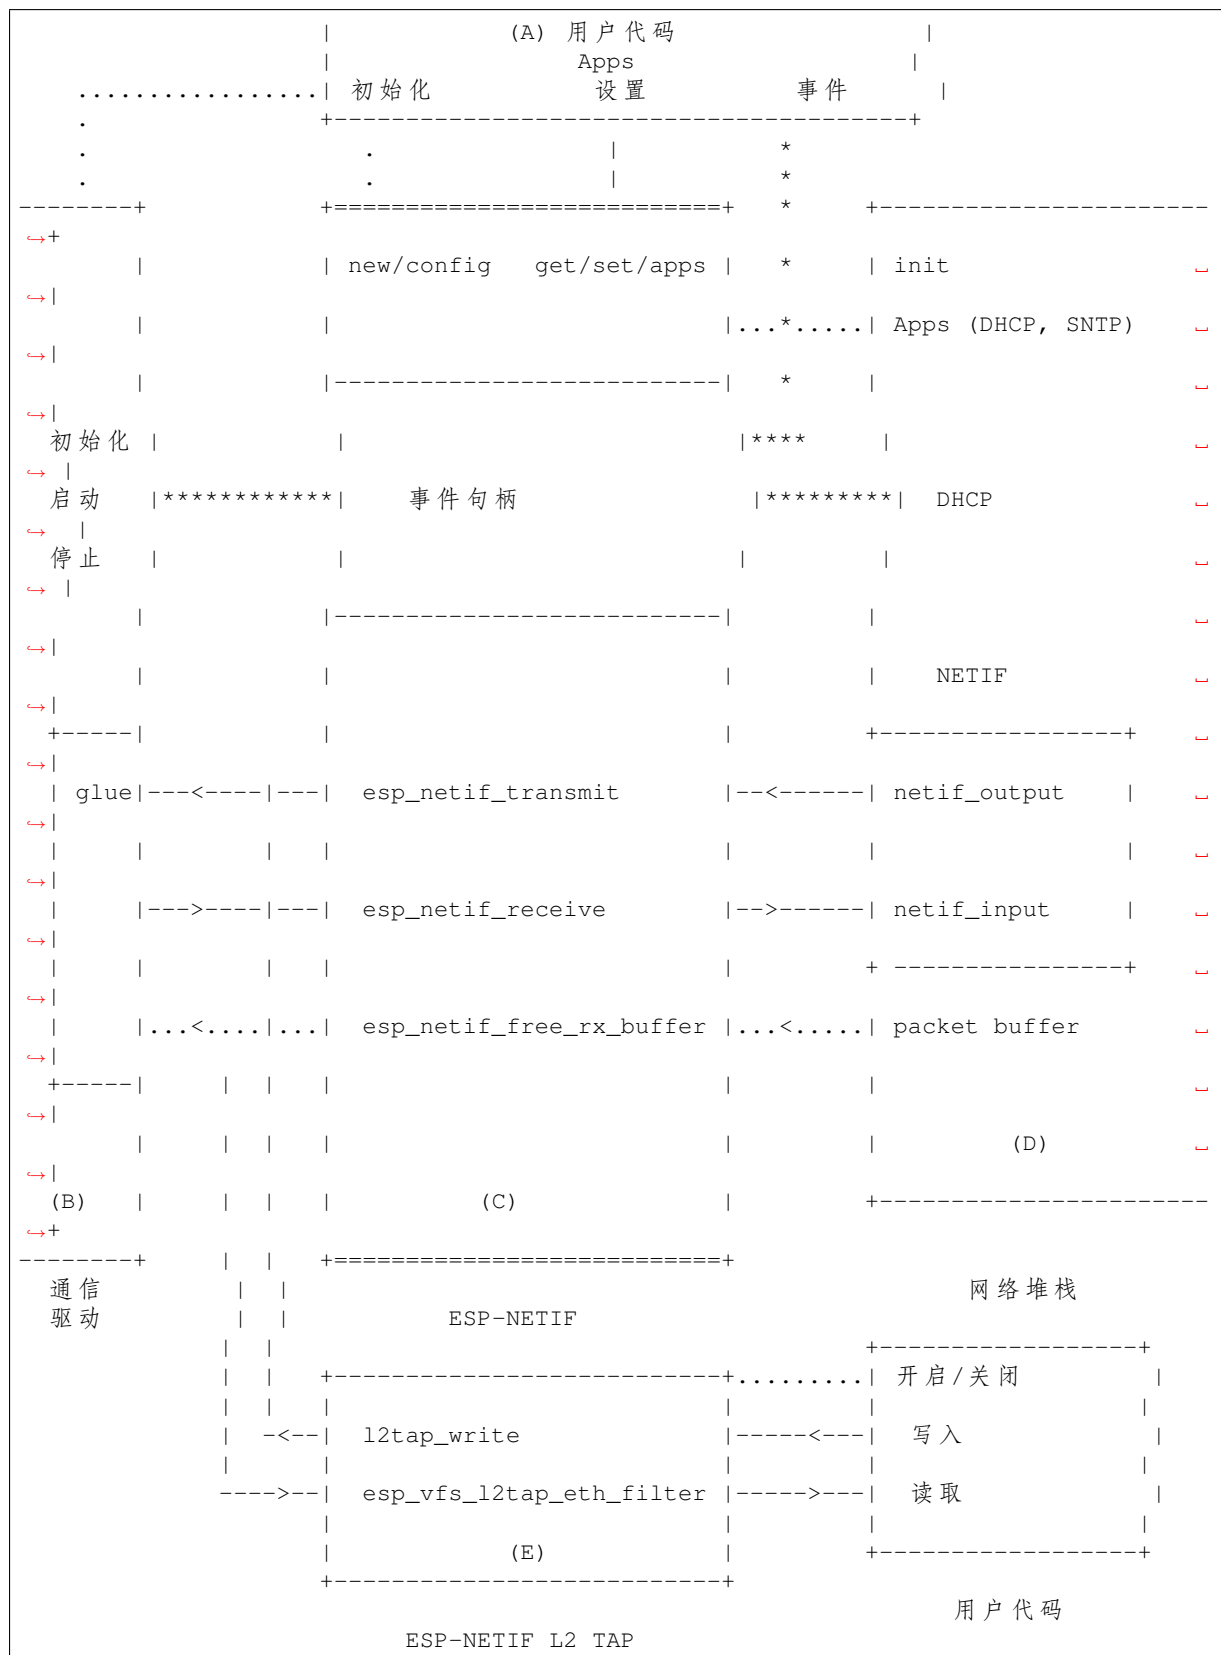 (A) 用户代码
Apps
初始化 设置 事件
new/config get/set/apps init
Apps (DHCP, SNTP)
初始化
启动 事件句柄 DHCP
停止
NETIF
glue esp_netif_transmit netif_output
esp_netif_receive netif_input
esp_netif_free_rx_buffer packet buffer
(D)
(B) (C)
通信 网络堆栈
驱动 ESP-NETIF
开启/关闭
l2tap_write 写入
esp_vfs_l2tap_eth_filter 读取
(E)
用户代码
ESP-NETIF L2 TAP